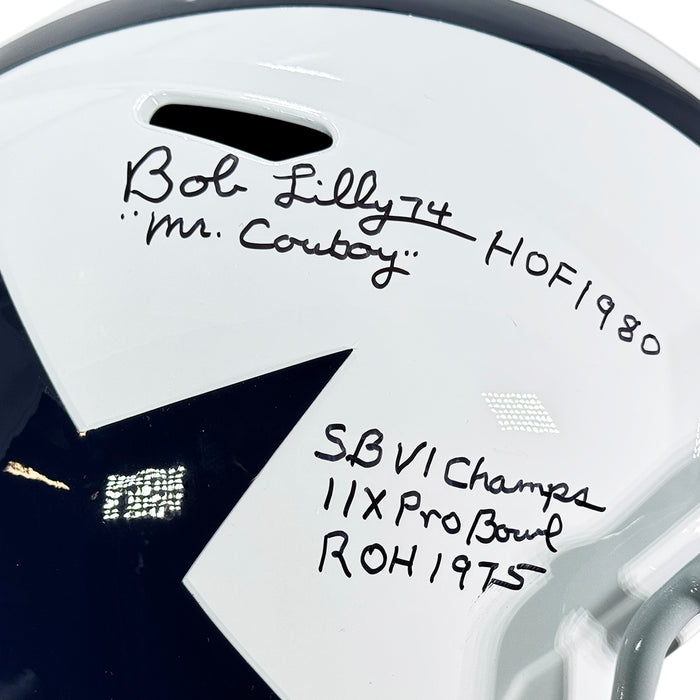 Bob Lilly 74
"Mr. Cowboy"
HOF 1980
SB VI Champs
11X Pro Bowl
ROH 1975